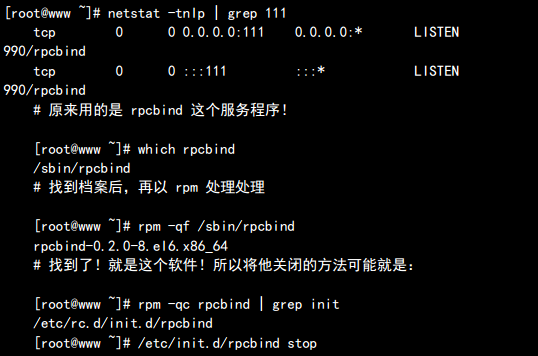 [root@www ~]# netstat -tnlp | grep 111
tcp 0 0 0.0.0.0:111 0.0.0.0:* LISTEN
990/rpcbind
tcp 0 0 :::111 :::* LISTEN
990/rpcbind
# 原来用的是 rpcbind 这个服务程序！
[root@www ~]# which rpcbind
/sbin/rpcbind
# 找到档案后，再以 rpm 处理处理
[root@www ~]# rpm -qf /sbin/rpcbind
rpcbind-0.2.0-8.el6.x86_64
# 找到了！就是这个软件！所以将他关闭的方法可能就是：
[root@www ~]# rpm -qc rpcbind | grep init
/etc/rc.d/init.d/rpcbind
[root@www ~]# /etc/init.d/rpcbind stop